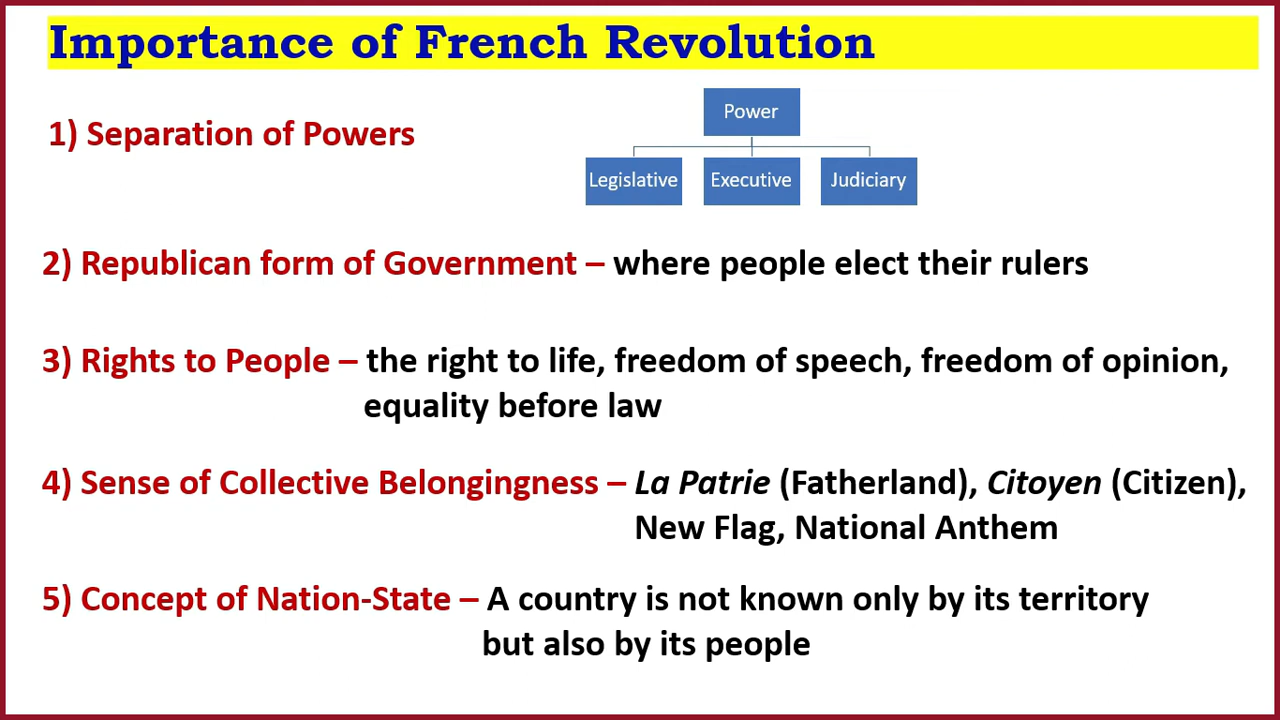 Importance of French Revolution
1) Separation of Powers
Power
Legislative Executive Judiciary
2) Republican form of Government – where people elect their rulers
3) Rights to People – the right to life, freedom of speech, freedom of opinion,
equality before law
4) Sense of Collective Belongingness – La Patrie (Fatherland), Citoyen (Citizen),
New Flag, National Anthem
5) Concept of Nation-State – A country is not known only by its territory
but also by its people